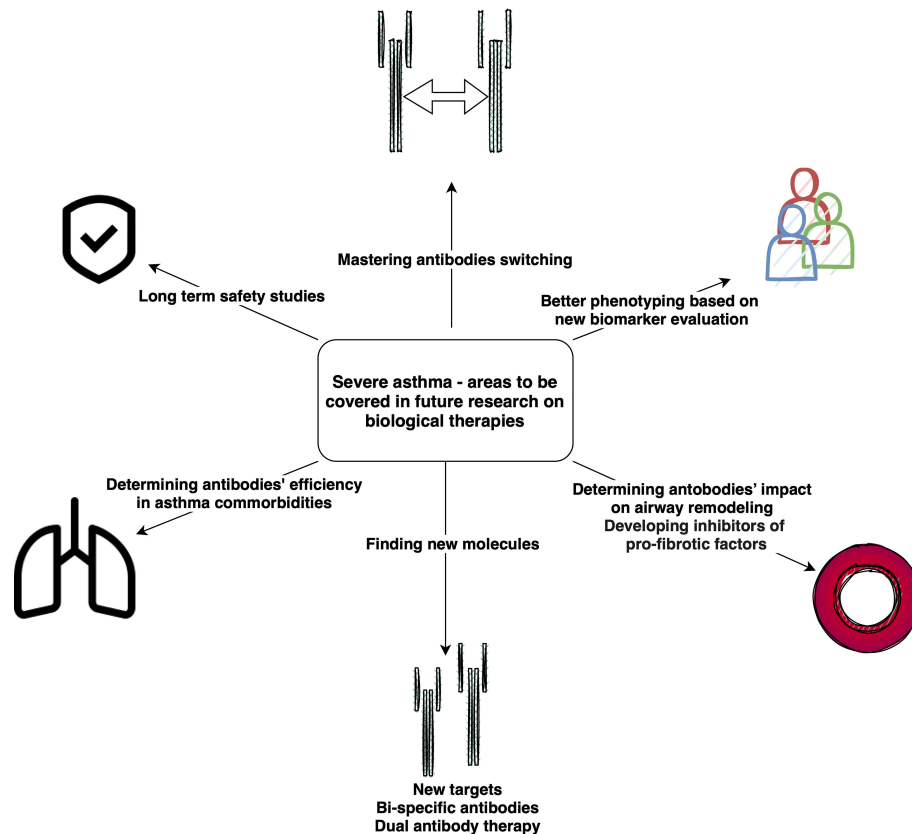 Mastering antibodies switching
Long term safety studies
Better phenotyping based on
new biomarker evaluation
Severe asthma - areas to be
covered in future research on
biological therapies
Determining antibodies' efficiency
in asthma commorbidities
Finding new molecules
Determining antobodies’ impact
on airway remodeling
Developing inhibitors of
pro-fibrotic factors
New targets
Bi-specific antibodies
Dual antibody therapy